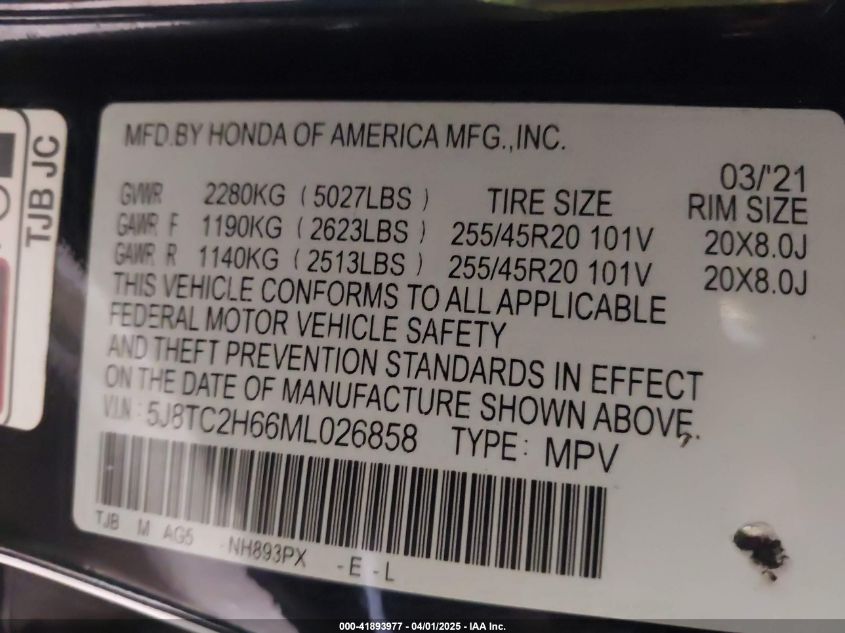 TJB JC
MFD.BY HONDA OF AMERICA MFG.,INC.
03/'21
GVWR 2280KG ( 5027LBS ) TIRE SIZE RIM SIZE
GAWR F 1190KG ( 2623LBS ) 255/45R20 101V 20X8.0J
GAWR R 1140KG ( 2513LBS ) 255/45R20 101V 20X8.0J
THIS VEHICLE CONFORMS TO ALL APPLICABLE
FEDERAL MOTOR VEHICLE SAFETY
AND THEFT PREVENTION STANDARDS IN EFFECT
ON THE DATE OF MANUFACTURE SHOWN ABOVE.
V.I.N: 5J8TC2H66ML026858 TYPE: MPV
TJB M AG5 -NH893PX -E-L
000-41893977 - 04/01/2025 - IAA Inc.